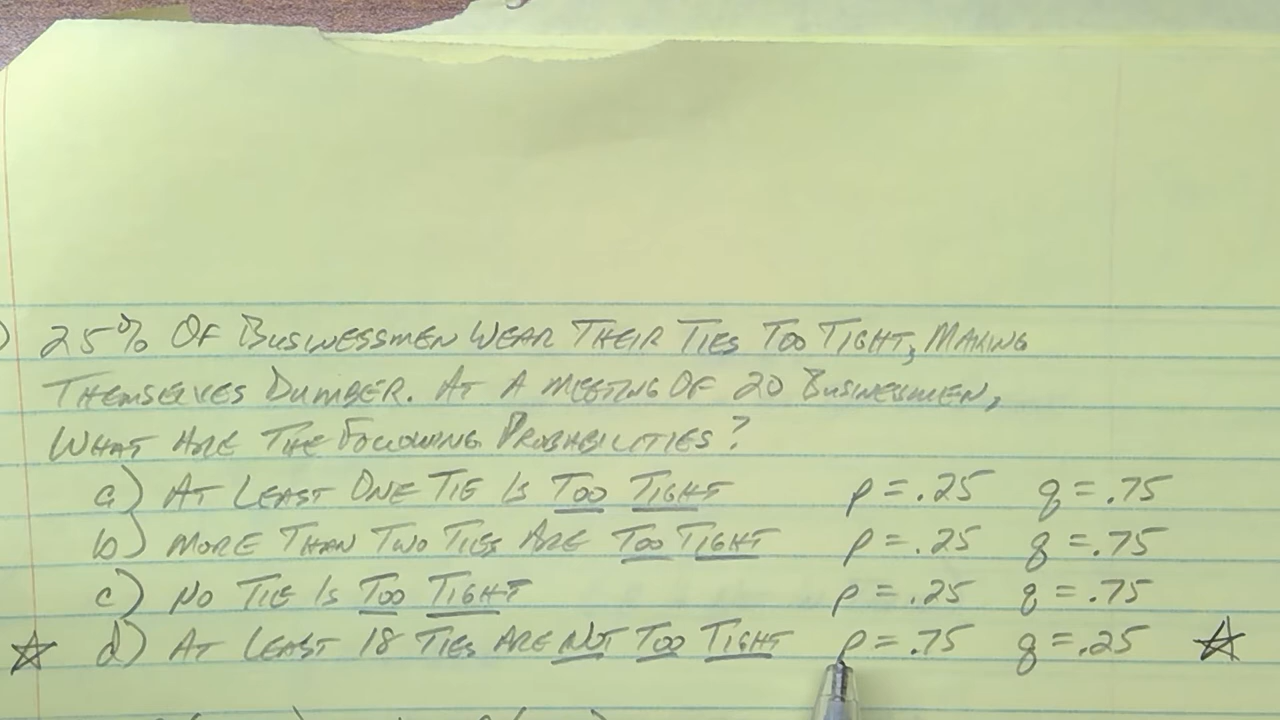 ) 25% OF BUSINESSMEN WEAR THEIR TIES TOO TIGHT, MAKING
THEMSELVES DUMBER. AT A MEETING OF 20 BUSINESSMEN,
WHAT ARE THE FOLLOWING PROBABILITIES?
a) AT LEAST ONE TIE IS TOO TIGHT p = .25 q = .75
b) MORE THAN TWO TIES ARE TOO TIGHT p = .25 q = .75
c) NO TIE IS TOO TIGHT p = .25 q = .75
d) AT LEAST 18 TIES ARE NOT TOO TIGHT p = .75 q = .25